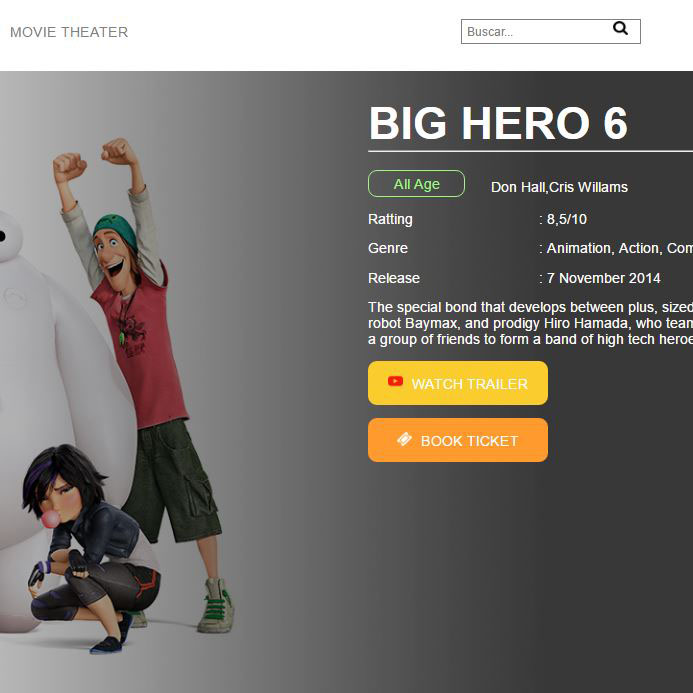 MOVIE THEATER
Buscar...
BIG HERO 6
All Age
Don Hall,Cris Willams
Ratting : 8,5/10
Genre : Animation, Action, Com
Release : 7 November 2014
The special bond that develops between plus, sized
robot Baymax, and prodigy Hiro Hamada, who team
a group of friends to form a band of high tech heroe
WATCH TRAILER
BOOK TICKET